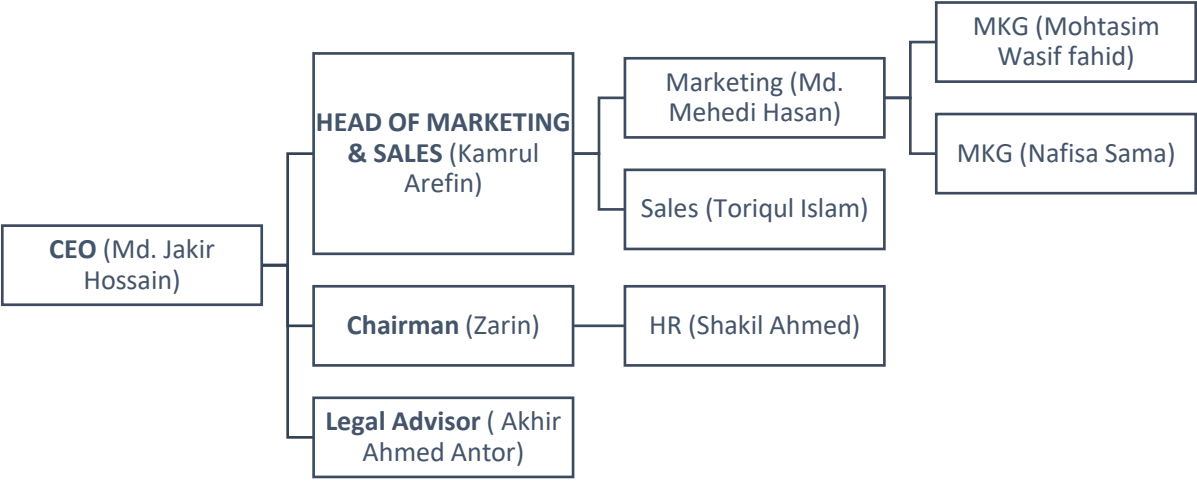 CEO (Md. Jakir
Hossain)
HEAD OF MARKETING
& SALES (Kamrul
Arefin)
Marketing (Md.
Mehedi Hasan)
MKG (Mohtasim
Wasif fahid)
MKG (Nafisa Sama)
Sales (Toriqul Islam)
Chairman (Zarin)
HR (Shakil Ahmed)
Legal Advisor ( Akhir
Ahmed Antor)